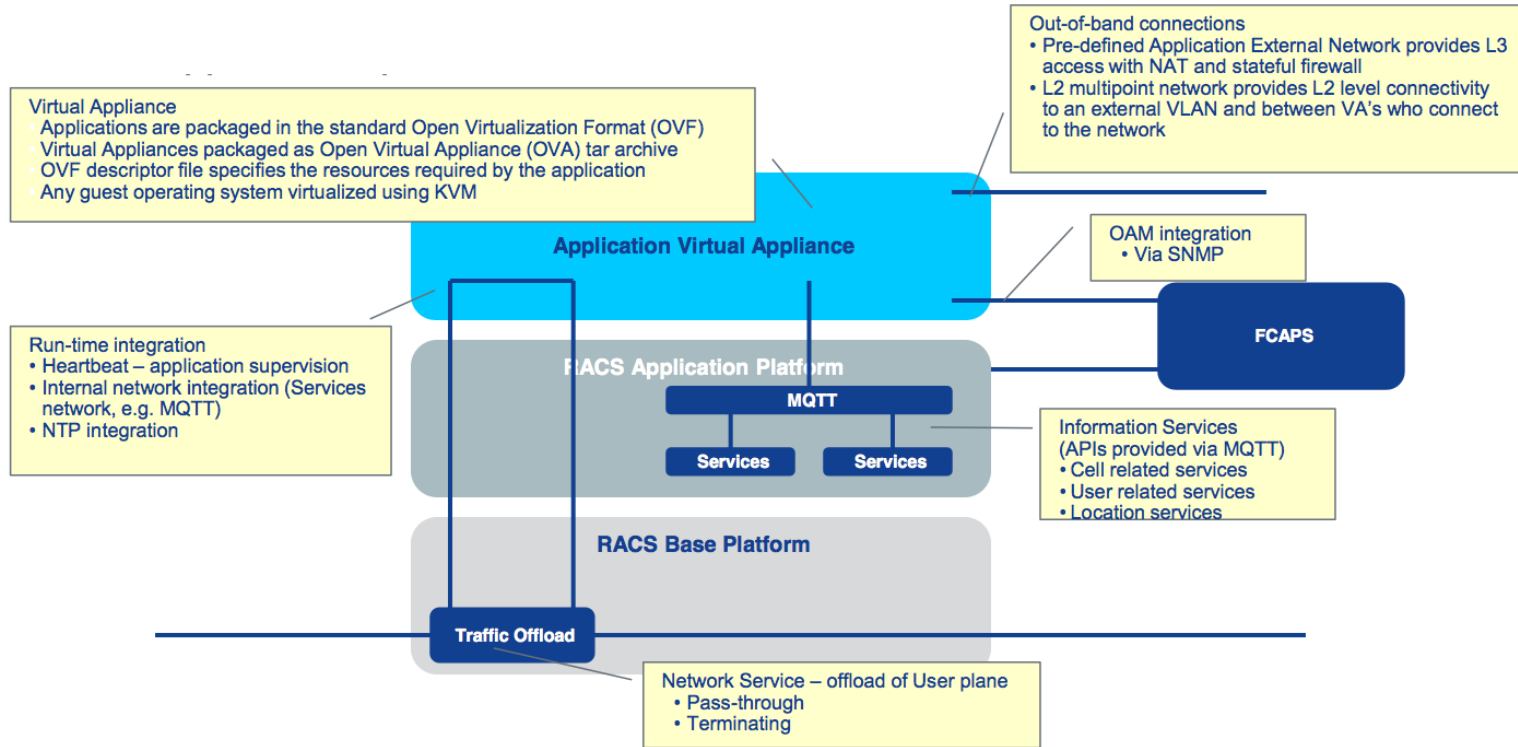 Out-of-band connections
• Pre-defined Application External Network provides L3
access with NAT and stateful firewall
• L2 multipoint network provides L2 level connectivity
to an external VLAN and between VA's who connect
to the network
Virtual Appliance
Applications are packaged in the standard Open Virtualization Format (OVF)
Virtual Appliances packaged as Open Virtual Appliance (OVA) tar archive
OVF descriptor file specifies the resources required by the application
Any guest operating system virtualized using KVM
Application Virtual Appliance
OAM integration
• Via SNMP
FCAPS
Run-time integration
• Heartbeat – application supervision
• Internal network integration (Services
network, e.g. MQTT)
• NTP integration
RACS Application Platform
MQTT
Services
Services
Information Services
(APIs provided via MQTT)
• Cell related services
• User related services
• Location services
RACS Base Platform
Traffic Offload
Network Service – offload of User plane
• Pass-through
• Terminating